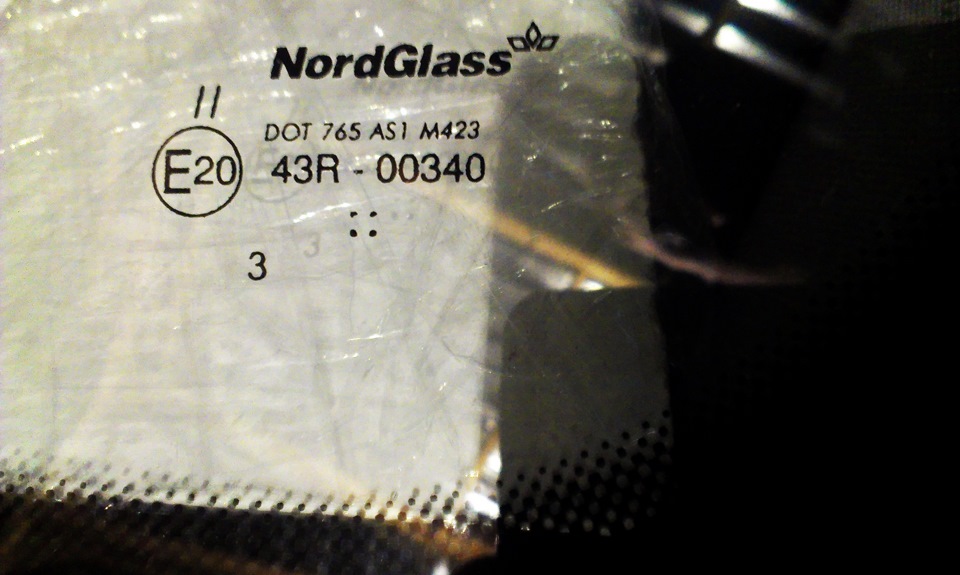 NordGlass
II
DOT 765 AS1 M423
E20 43R - 00340
3